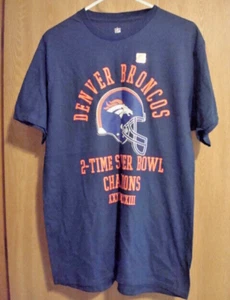 DENVER BRONCOS
2-TIME SUPER BOWL
CHAMPIONS